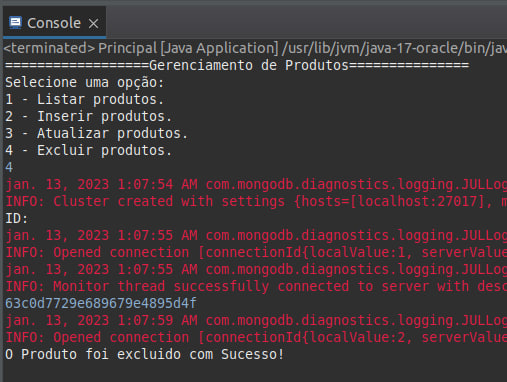 Console
<terminated> Principal [Java Application] /usr/lib/jvm/java-17-oracle/bin/jav
==================Gerenciamento de Produtos===============
Selecione uma opção:
1 - Listar produtos.
2 - Inserir produtos.
3 - Atualizar produtos.
4 - Excluir produtos.
4
jan. 13, 2023 1:07:54 AM com.mongodb.diagnostics.logging.JULLog
INFO: Cluster created with settings {hosts=[localhost:27017], m
ID:
jan. 13, 2023 1:07:55 AM com.mongodb.diagnostics.logging.JULLog
INFO: Opened connection [connectionId{localValue:1, serverValue
jan. 13, 2023 1:07:55 AM com.mongodb.diagnostics.logging.JULLog
INFO: Monitor thread successfully connected to server with desc
63c0d7729e689679e4895d4f
jan. 13, 2023 1:07:59 AM com.mongodb.diagnostics.logging.JULLog
INFO: Opened connection [connectionId{localValue:2, serverValue
O Produto foi excluido com Sucesso!